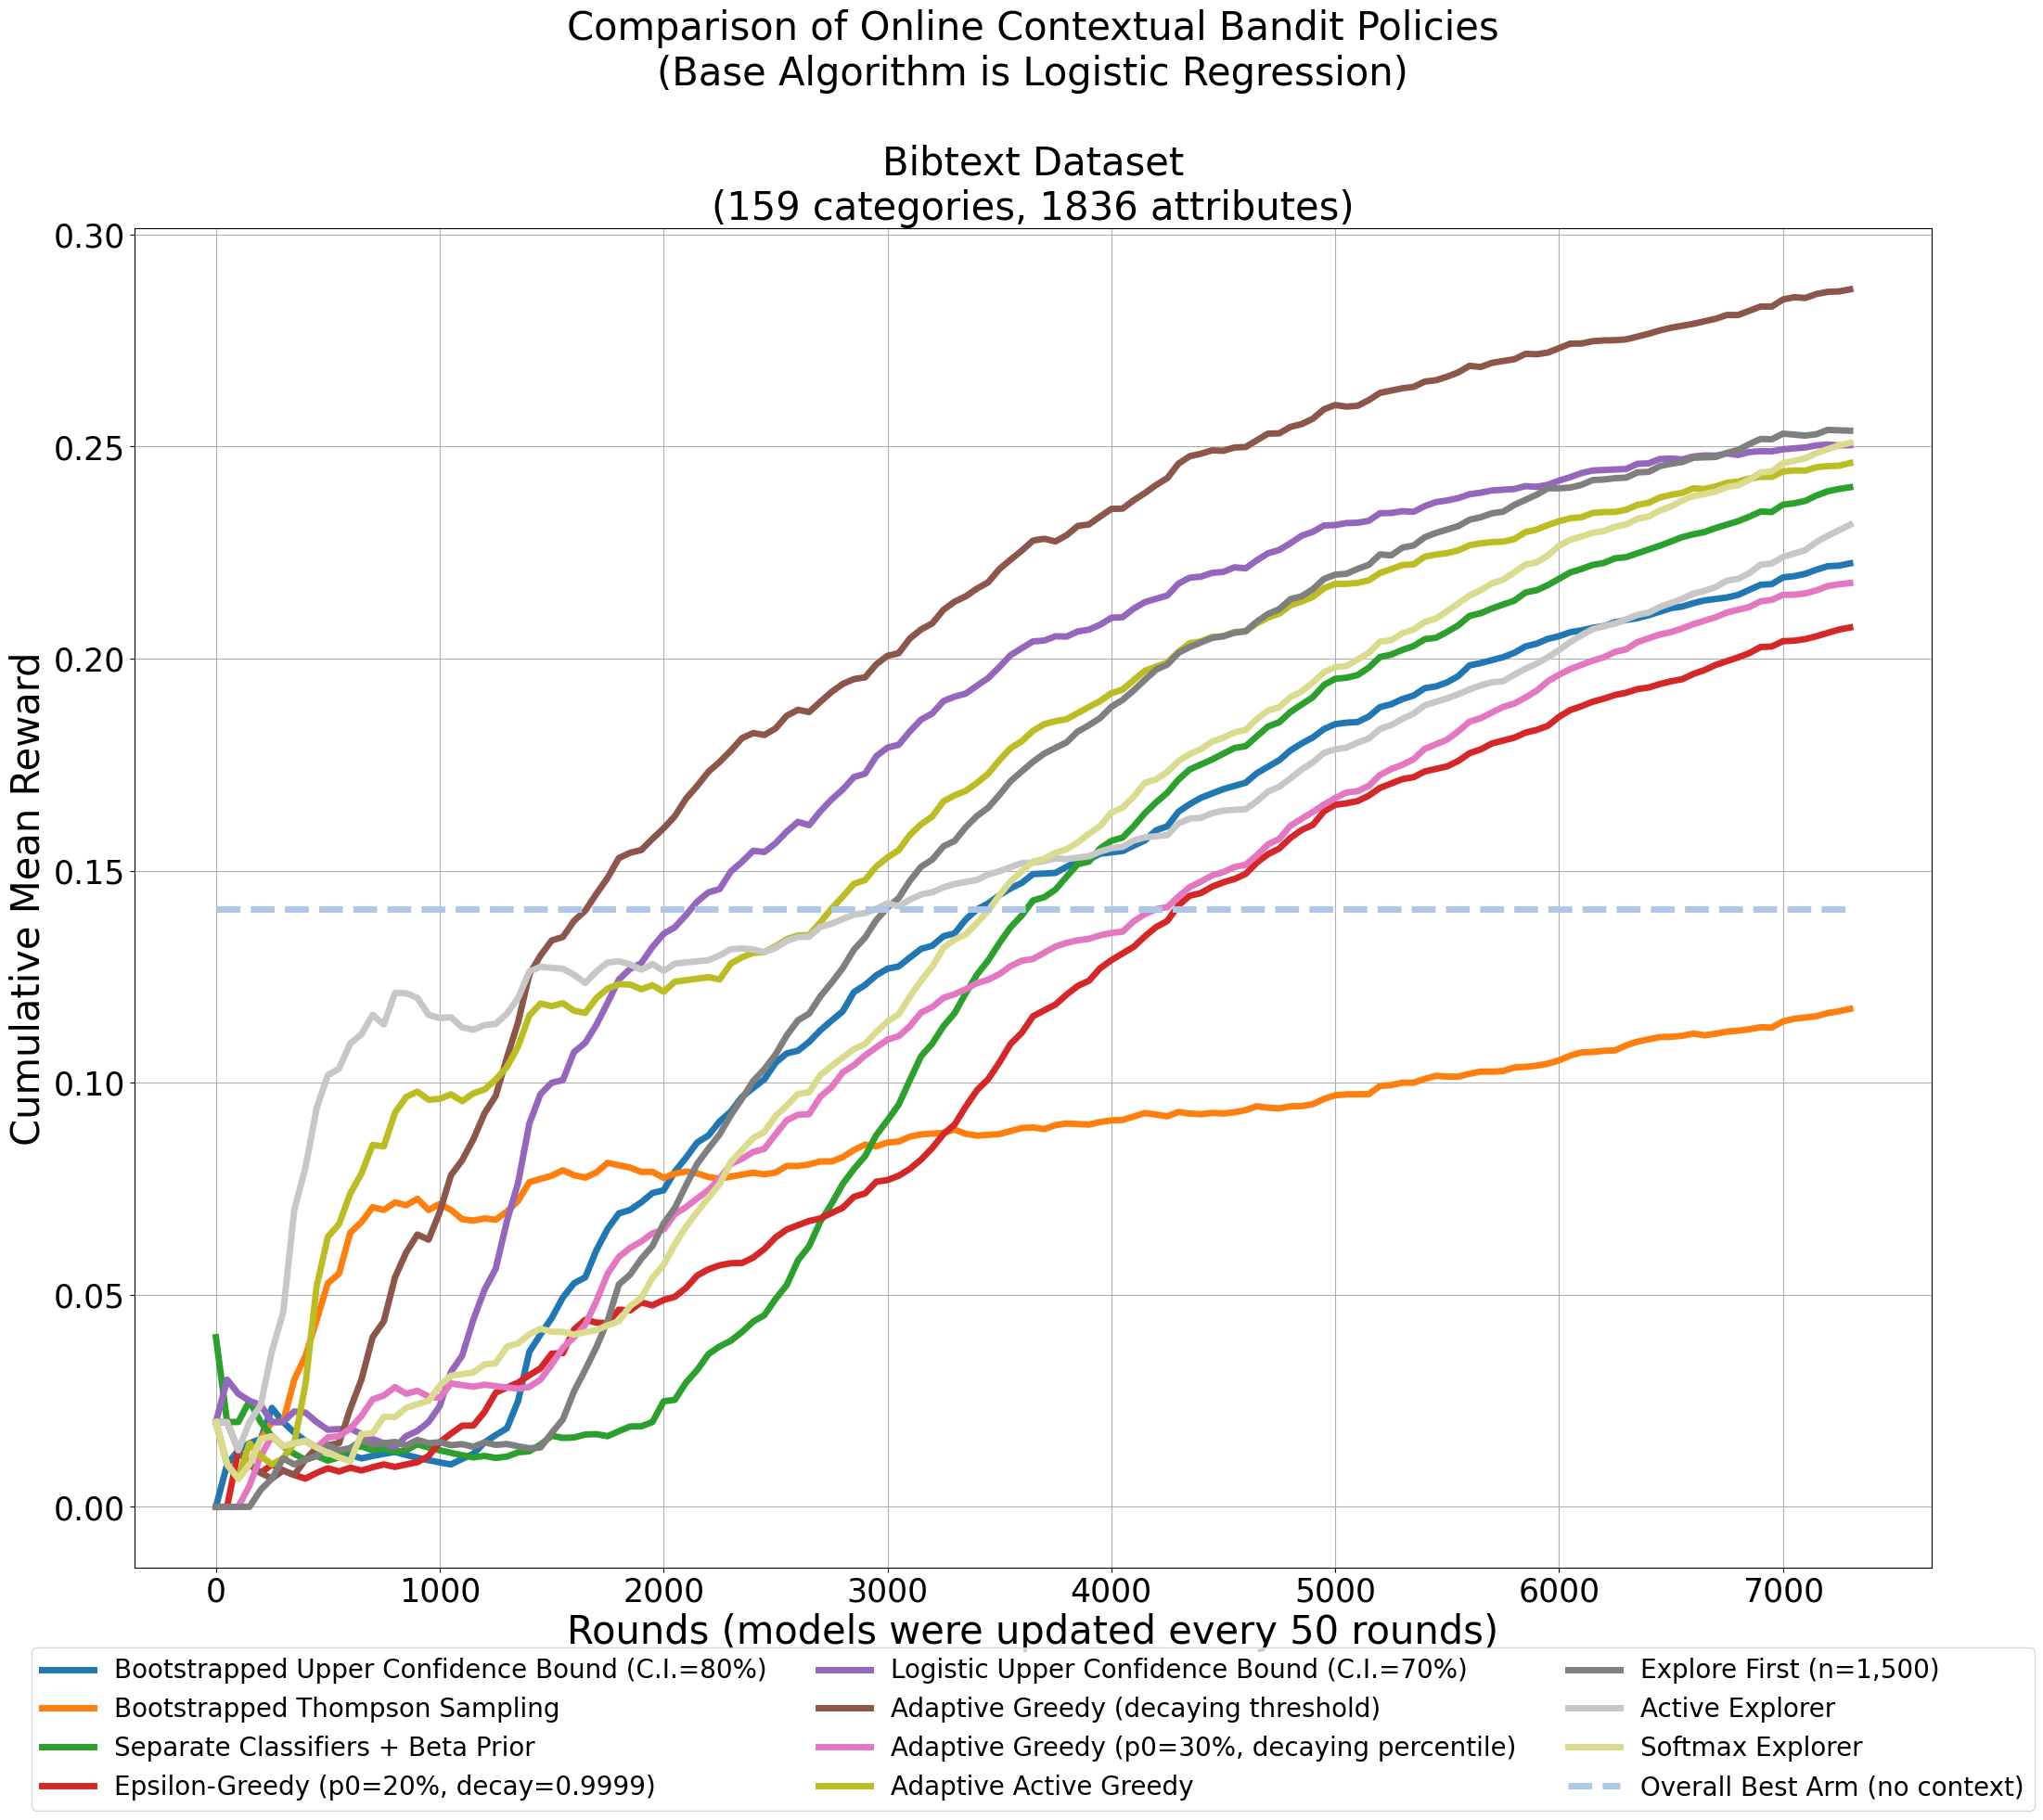 Comparison of Online Contextual Bandit Policies
(Base Algorithm is Logistic Regression)
Bibtext Dataset
(159 categories, 1836 attributes)
0.30
0.25
0.20
0.15
0.10
0.05
0.00
Cumulative Mean Reward
0 1000 2000 3000 4000 5000 6000 7000
Rounds (models were updated every 50 rounds)
Bootstrapped Upper Confidence Bound (C.I.=80%)
Bootstrapped Thompson Sampling
Separate Classifiers + Beta Prior
Epsilon-Greedy (p0=20%, decay=0.9999)
Logistic Upper Confidence Bound (C.I.=70%)
Adaptive Greedy (decaying threshold)
Adaptive Greedy (p0=30%, decaying percentile)
Adaptive Active Greedy
Explore First (n=1,500)
Active Explorer
Softmax Explorer
Overall Best Arm (no context)